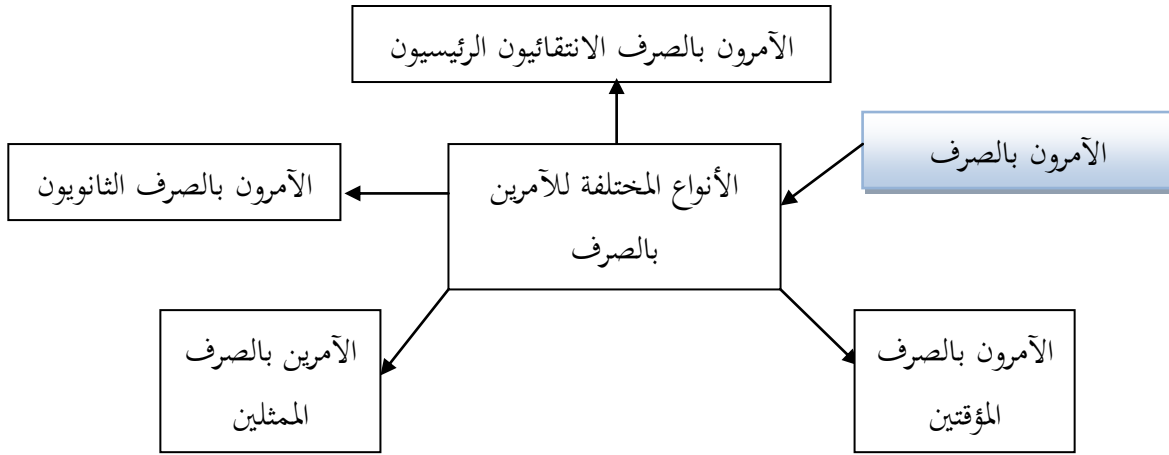 الآمرون بالصرف الانتقائيون الرئيسيون
الآمرون بالصرف
الأنواع المختلفة للآمرين
بالصرف
الآمرون بالصرف الثانويون
الآمرون بالصرف
المؤقتين
الآمرين بالصرف
الممثلين